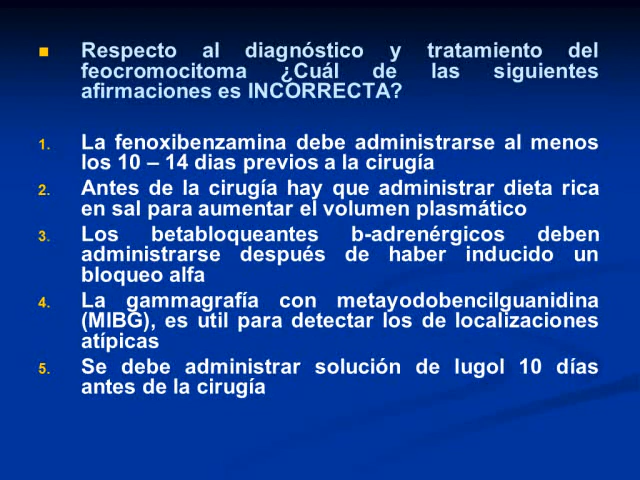 Respecto al diagnóstico y tratamiento del
feocromocitoma ¿Cuál de las siguientes
afirmaciones es INCORRECTA?
1. La fenoxibenzamina debe administrarse al menos
los 10 – 14 dias previos a la cirugía
2. Antes de la cirugía hay que administrar dieta rica
en sal para aumentar el volumen plasmático
3. Los betabloqueantes b-adrenérgicos deben
administrarse después de haber inducido un
bloqueo alfa
4. La gammagrafía con metayodobencilguanidina
(MIBG), es util para detectar los de localizaciones
atípicas
5. Se debe administrar solución de lugol 10 días
antes de la cirugía